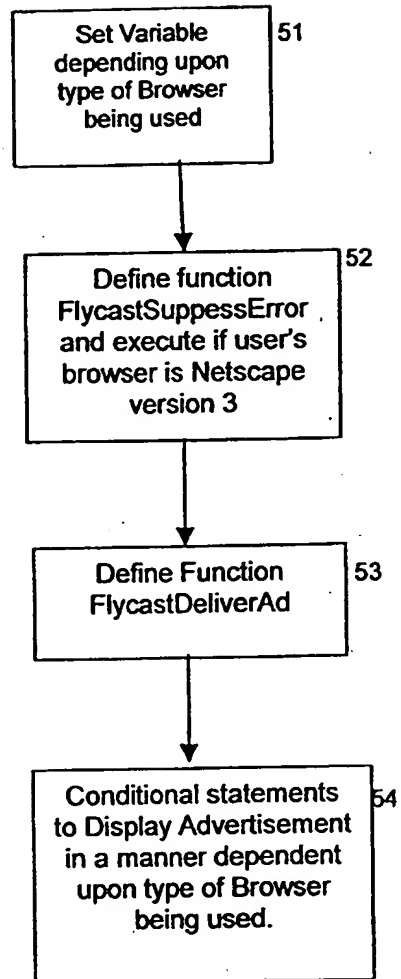 Set Variable
depending upon
type of Browser
being used
51
Define function
FlycastSuppessError
and execute if user's
browser is Netscape
version 3
52
Define Function
FlycastDeliverAd
53
Conditional statements
to Display Advertisement
in a manner dependent
upon type of Browser
being used.
54